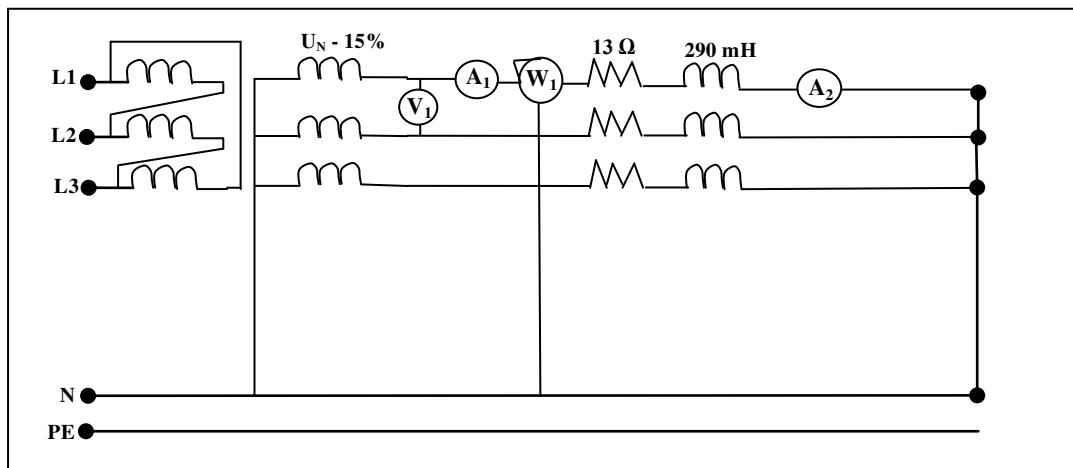 U_N - 15%
13 Ω
290 mH
L1
A₁
W₁
A₂
V₁
L2
L3
N
PE